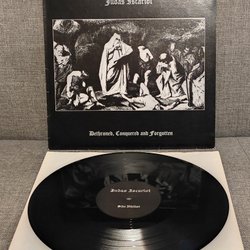 Judas Iscariot
Dethroned, Conquered and Forgotten
Judas Iscariot